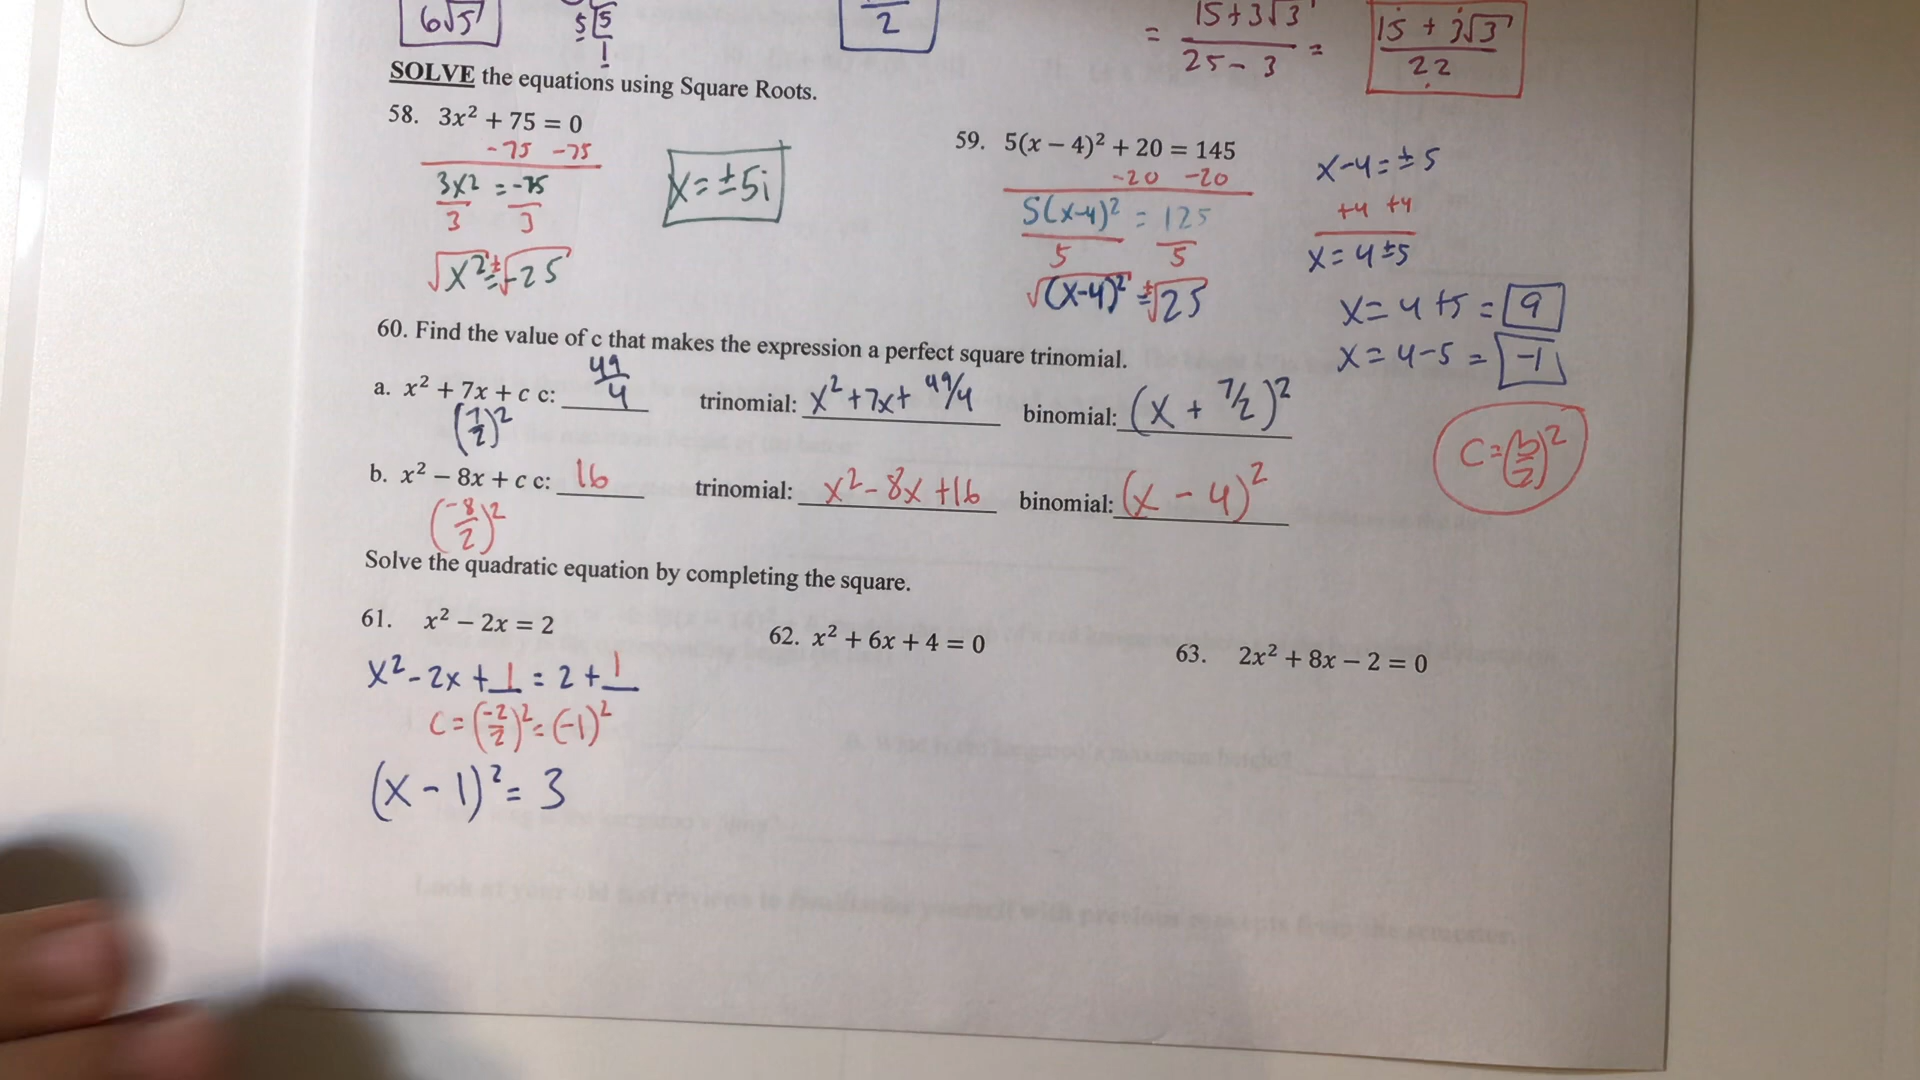 6√5
5√5
1
2
= 15+3√3 / 25-3 = 15 + 3√3 / 22
SOLVE the equations using Square Roots.
58. 3x² + 75 = 0
-75 -75
3x² = -75
3 3
√x² = ±√-25
x = ±5i
59. 5(x – 4)² + 20 = 145
-20 -20
5(x-4)² = 125
5 5
√(x-4)² = ±√25
x-4 = ±5
+4 +4
x = 4 ±5
x = 4+5 = 9
x = 4-5 = -1
60. Find the value of c that makes the expression a perfect square trinomial.
a. x² + 7x + c c: 49/4 trinomial: x²+7x+ 49/4 binomial: (x + 7/2)²
(7/2)²
C=(b/2)²
b. x² – 8x + c c: 16 trinomial: x²-8x+16 binomial: (x - 4)²
(-8/2)²
Solve the quadratic equation by completing the square.
61. x² – 2x = 2
x²-2x+1 = 2+1
C=(-2/2)²=(-1)²
(x - 1)² = 3
62. x² + 6x + 4 = 0
63. 2x² + 8x – 2 = 0